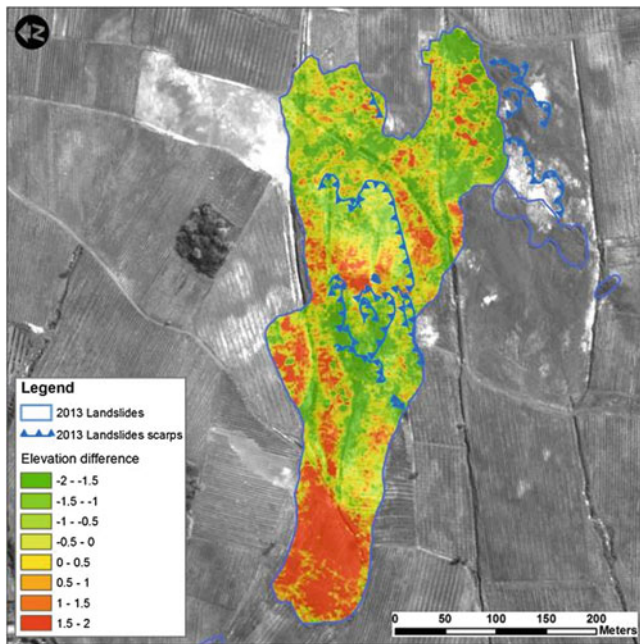 N
Legend
2013 Landslides
2013 Landslides scarps
Elevation difference
-2 - -1.5
-1.5 - -1
-1 - -0.5
-0.5 - 0
0 - 0.5
0.5 - 1
1 - 1.5
1.5 - 2
0 50 100 200
Meters